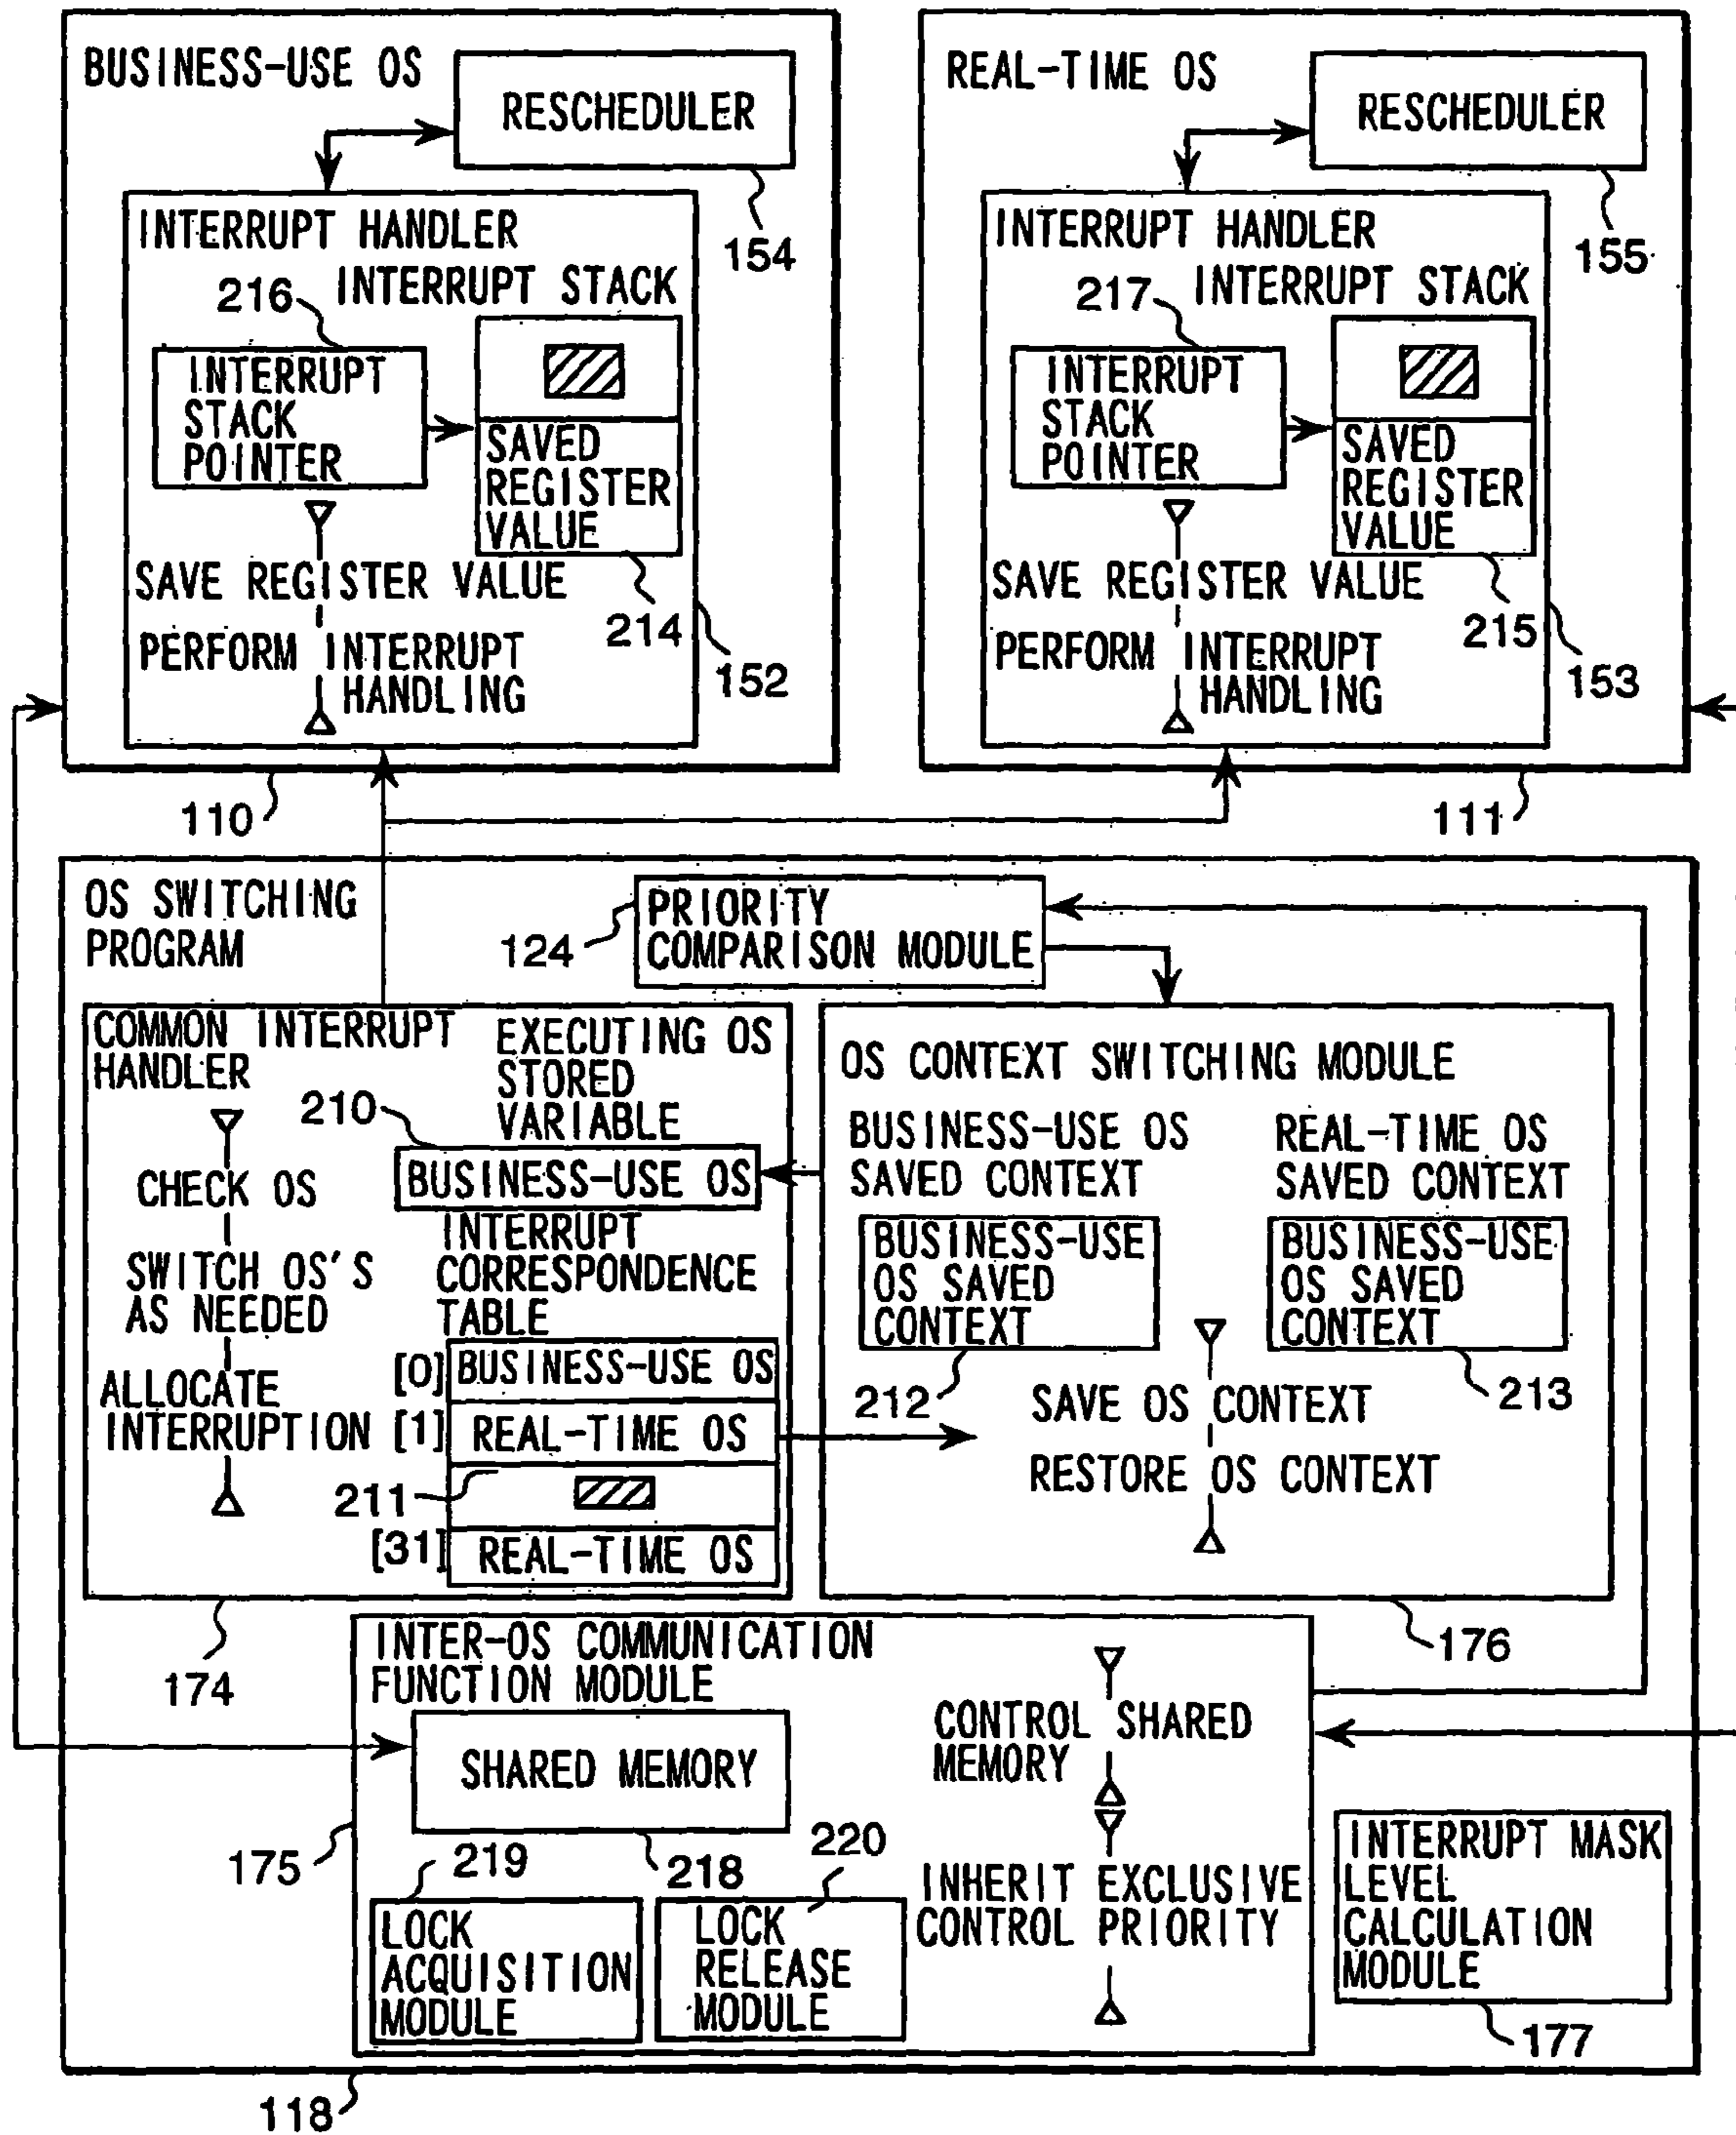 BUSINESS-USE OS
RESCHEDULER
154
INTERRUPT HANDLER
INTERRUPT STACK
216
INTERRUPT
STACK
POINTER
SAVED
REGISTER
VALUE
SAVE REGISTER VALUE
214
PERFORM INTERRUPT
HANDLING
152
110
REAL-TIME OS
RESCHEDULER
155
INTERRUPT HANDLER
INTERRUPT STACK
217
INTERRUPT
STACK
POINTER
SAVED
REGISTER
VALUE
SAVE REGISTER VALUE
215
PERFORM INTERRUPT
HANDLING
153
111
OS SWITCHING
PROGRAM
124
PRIORITY
COMPARISON MODULE
COMMON INTERRUPT
HANDLER
EXECUTING OS
STORED
VARIABLE
210
BUSINESS-USE OS
CHECK OS
SWITCH OS'S
AS NEEDED
ALLOCATE
INTERRUPTION
INTERRUPT
CORRESPONDENCE
TABLE
[0] BUSINESS-USE OS
[1] REAL-TIME OS
211
[31] REAL-TIME OS
174
OS CONTEXT SWITCHING MODULE
BUSINESS-USE OS
SAVED CONTEXT
BUSINESS-USE
OS SAVED
CONTEXT
212
REAL-TIME OS
SAVED CONTEXT
BUSINESS-USE
OS SAVED
CONTEXT
213
SAVE OS CONTEXT
RESTORE OS CONTEXT
176
INTER-OS COMMUNICATION
FUNCTION MODULE
SHARED MEMORY
218
175
219
LOCK
ACQUISITION
MODULE
220
LOCK
RELEASE
MODULE
CONTROL SHARED
MEMORY
INHERIT EXCLUSIVE
CONTROL PRIORITY
INTERRUPT MASK
LEVEL
CALCULATION
MODULE
177
118